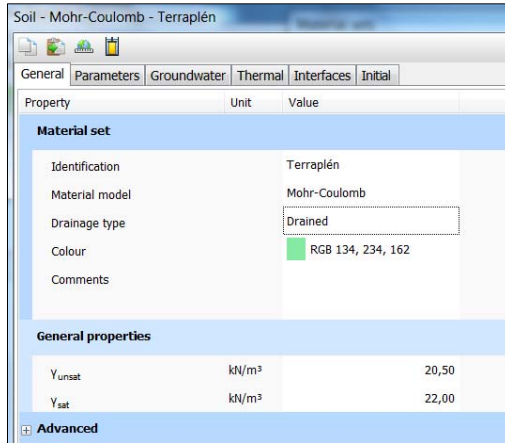 Soil - Mohr-Coulomb - Terraplén
General Parameters Groundwater Thermal Interfaces Initial
Property Unit Value
Material set
Identification Terraplén
Material model Mohr-Coulomb
Drainage type Drained
Colour RGB 134, 234, 162
Comments
General properties
γunsat kN/m³ 20,50
γsat kN/m³ 22,00
Advanced